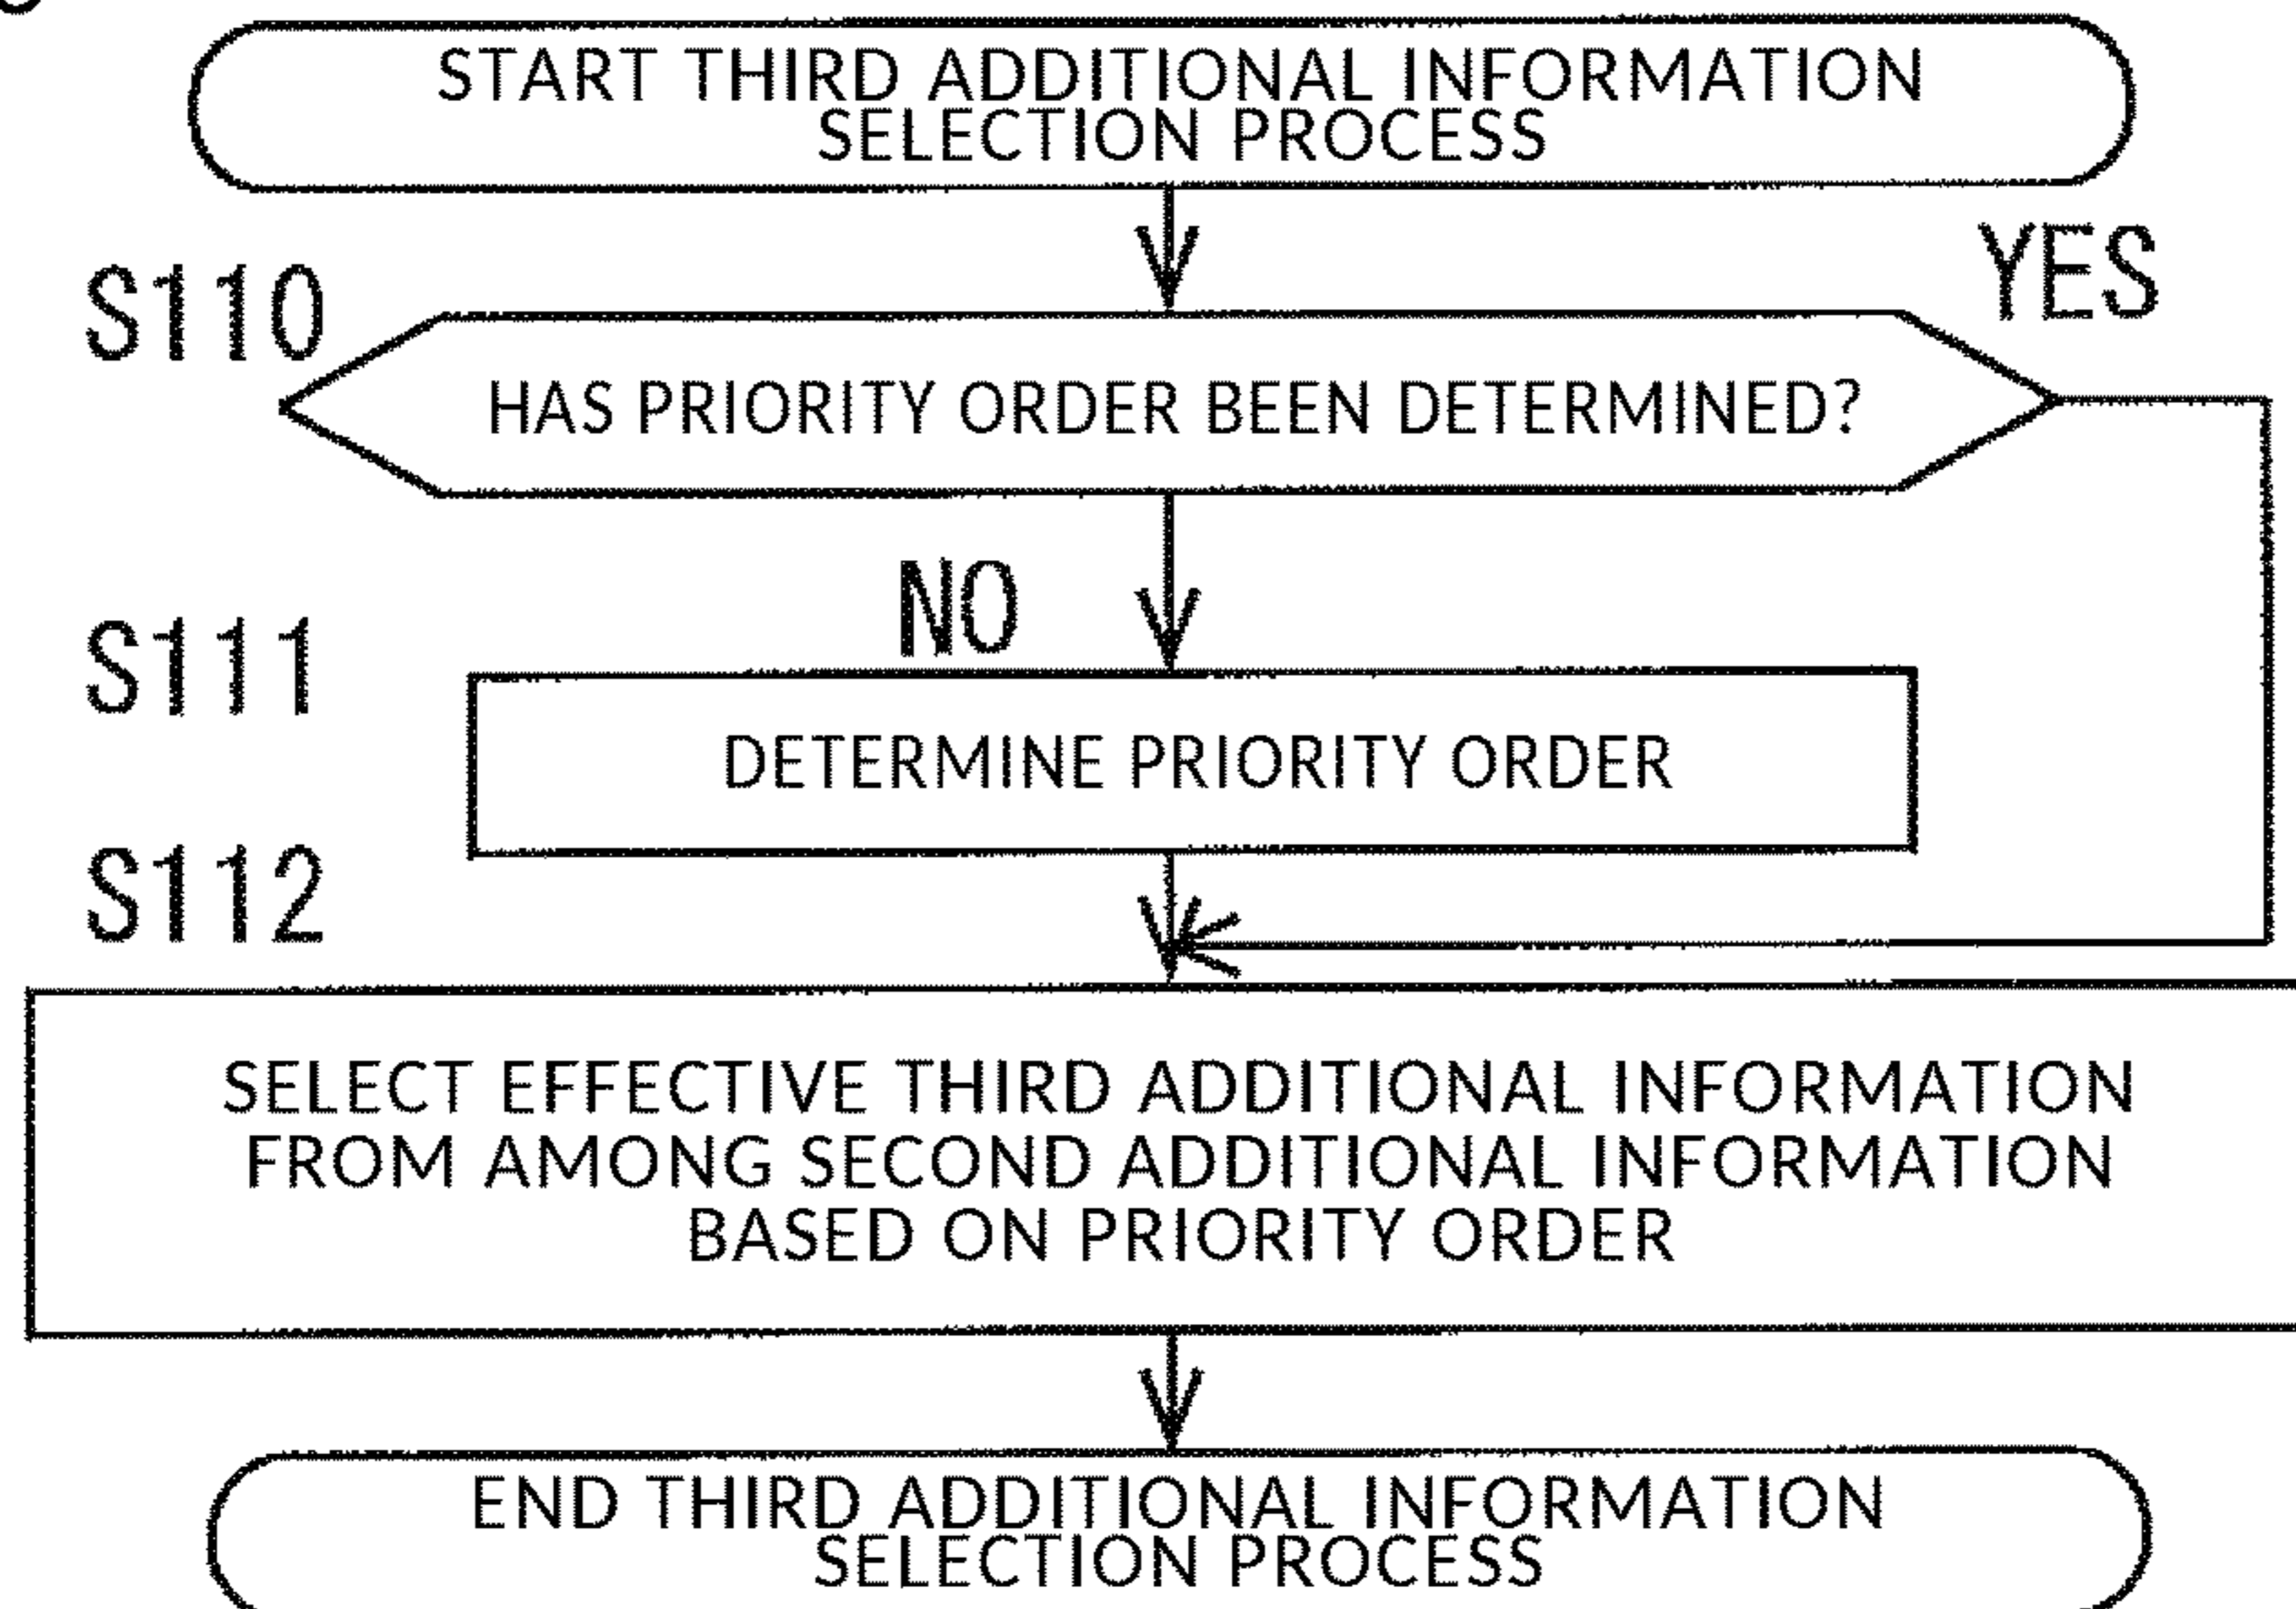 START THIRD ADDITIONAL INFORMATION
SELECTION PROCESS
YES
S110
HAS PRIORITY ORDER BEEN DETERMINED?
NO
S111
DETERMINE PRIORITY ORDER
S112
SELECT EFFECTIVE THIRD ADDITIONAL INFORMATION
FROM AMONG SECOND ADDITIONAL INFORMATION
BASED ON PRIORITY ORDER
END THIRD ADDITIONAL INFORMATION
SELECTION PROCESS